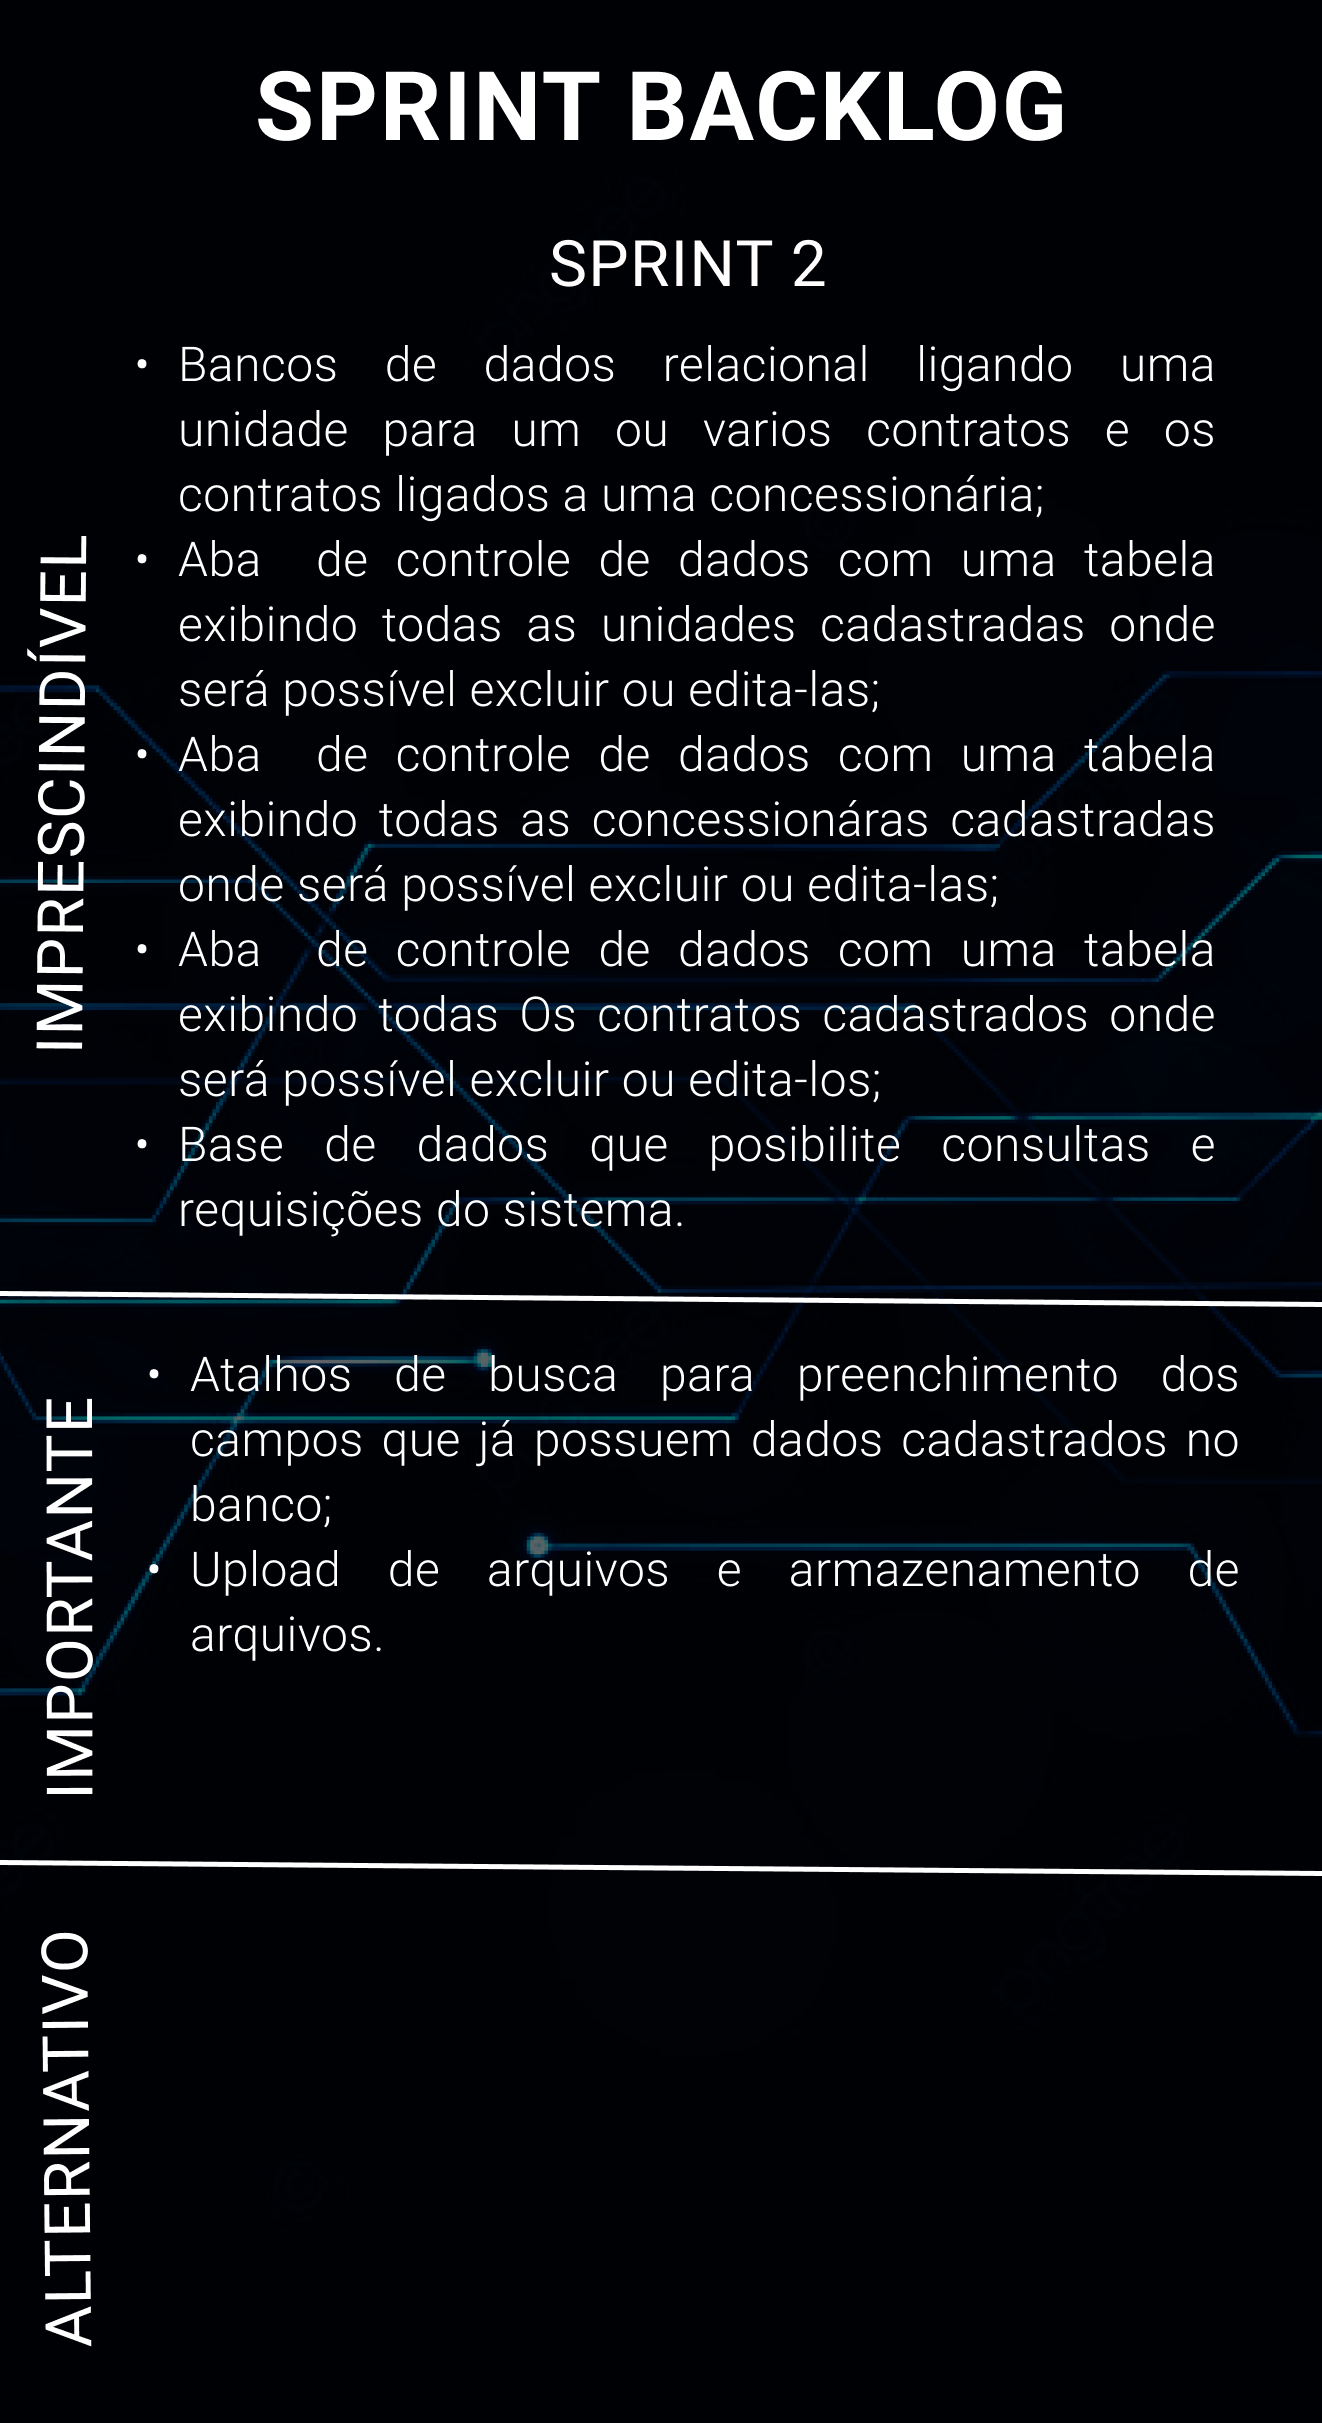 SPRINT BACKLOG
SPRINT 2
IMPRESCINDÍVEL
• Bancos de dados relacional ligando uma
unidade para um ou varios contratos e os
contratos ligados a uma concessionária;
• Aba de controle de dados com uma tabela
exibindo todas as unidades cadastradas onde
será possível excluir ou edita-las;
• Aba de controle de dados com uma tabela
exibindo todas as concessionáras cadastradas
onde será possível excluir ou edita-las;
• Aba de controle de dados com uma tabela
exibindo todas Os contratos cadastrados onde
será possível excluir ou edita-los;
• Base de dados que posibilite consultas e
requisições do sistema.
IMPORTANTE
• Atalhos de busca para preenchimento dos
campos que já possuem dados cadastrados no
banco;
• Upload de arquivos e armazenamento de
arquivos.
ALTERNATIVO